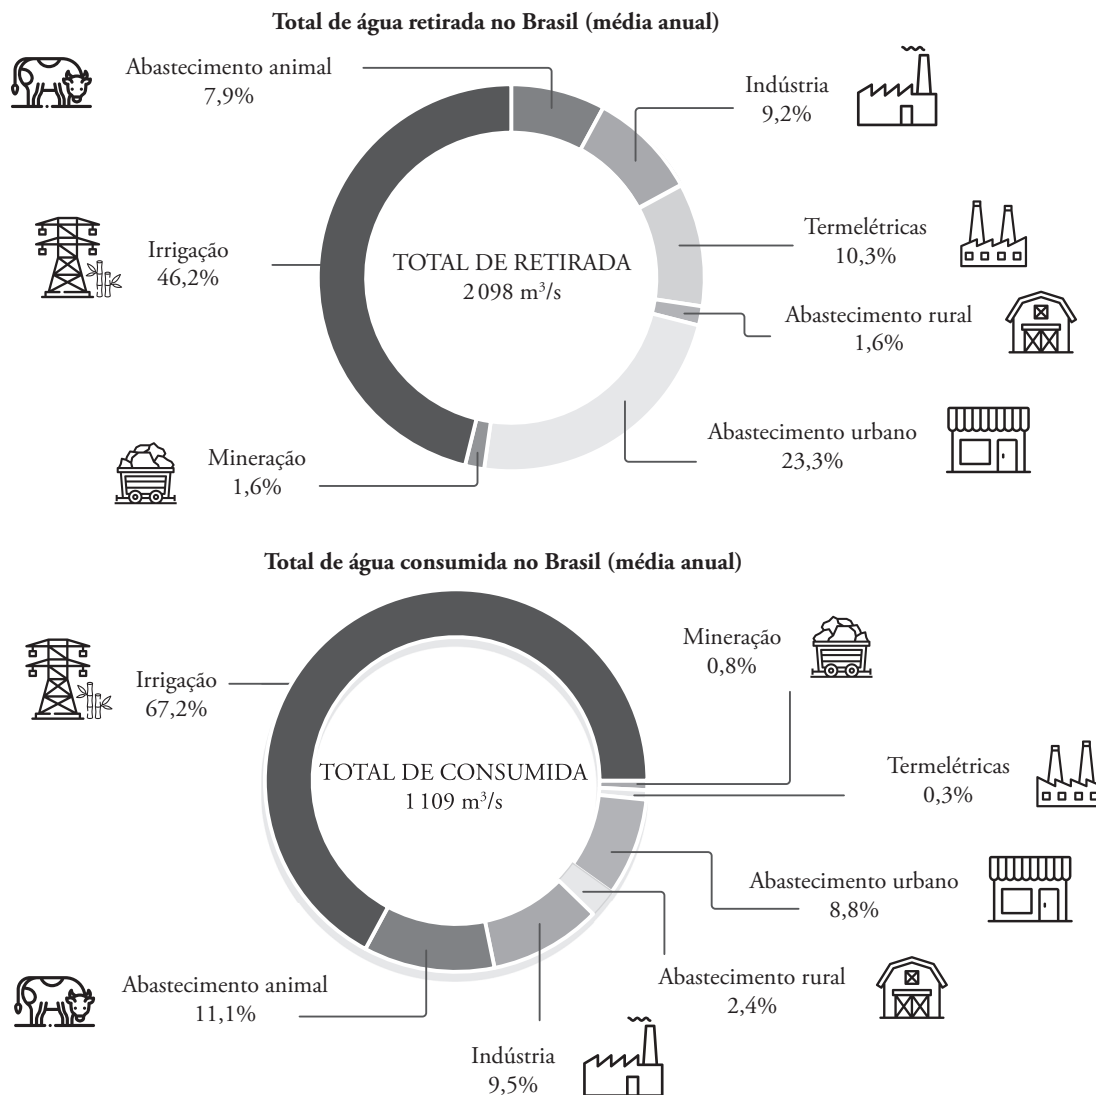 Total de água retirada no Brasil (média anual)
Abastecimento animal
7,9%
Indústria
9,2%
Irrigação
46,2%
TOTAL DE RETIRADA
2 098 m³/s
Termelétricas
10,3%
Abastecimento rural
1,6%
Abastecimento urbano
23,3%
Mineração
1,6%
Total de água consumida no Brasil (média anual)
Mineração
0,8%
Irrigação
67,2%
TOTAL DE CONSUMIDA
1 109 m³/s
Termelétricas
0,3%
Abastecimento urbano
8,8%
Abastecimento animal
11,1%
Abastecimento rural
2,4%
Indústria
9,5%